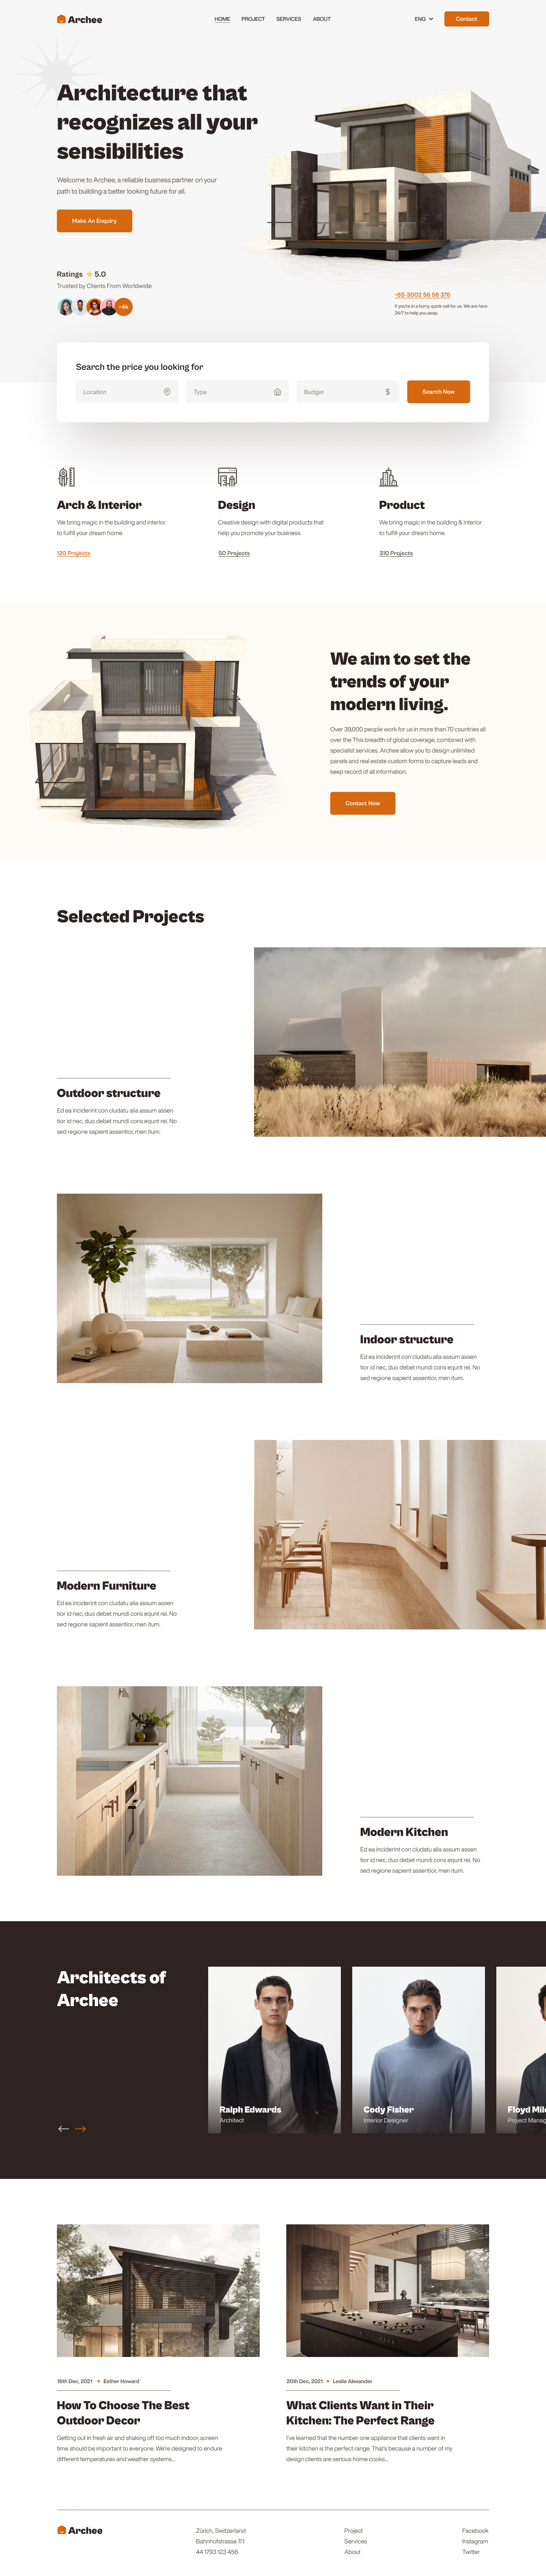 Archee
HOME PROJECT SERVICES ABOUT
ENG Contact
Architecture that
recognizes all your
sensibilities
Welcome to Archee, a reliable business partner on your
path to building a better looking future for all.
Make An Enquiry
Ratings 5.0
Trusted by Clients From Worldwide
+4k
+65-3002 56 56 376
If you're in a hurry, quick call for us. We are here
24/7 to help you asap.
Search the price you looking for
Location
Type
Budget
Search Now
Arch & Interior
We bring magic in the building and interior
to fulfill your dream home.
120 Projects
Design
Creative design with digital products that
help you promote your business.
50 Projects
Product
We bring magic in the building & interior
to fulfill your dream home.
310 Projects
We aim to set the
trends of your
modern living.
Over 39,000 people work for us in more than 70 countries all
over the This breadth of global coverage, combined with
specialist services. Archee allow you to design unlimited
panels and real estate custom forms to capture leads and
keep record of all information.
Contact Now
Selected Projects
Outdoor structure
Ed ea inciderint con cludatu alia assum assen
tior id nec, duo debet mundi cons equnt rei. No
sed regione sapient assentior, men itum.
Indoor structure
Ed ea inciderint con cludatu alia assum assen
tior id nec, duo debet mundi cons equnt rei. No
sed regione sapient assentior, men itum.
Modern Furniture
Ed ea inciderint con cludatu alia assum assen
tior id nec, duo debet mundi cons equnt rei. No
sed regione sapient assentior, men itum.
Modern Kitchen
Ed ea inciderint con cludatu alia assum assen
tior id nec, duo debet mundi cons equnt rei. No
sed regione sapient assentior, men itum.
Architects of
Archee
Ralph Edwards
Architect
Cody Fisher
Interior Designer
Floyd Mil
Project Manag
16th Dec, 2021 Esther Howard
How To Choose The Best
Outdoor Decor
Getting out in fresh air and shaking off too much indoor, screen
time should be important to everyone. We're designed to endure
different temperatures and weather systems...
20th Dec, 2021 Leslie Alexander
What Clients Want in Their
Kitchen: The Perfect Range
I've learned that the number one appliance that clients want in
their kitchen is the perfect range. That's because a number of my
design clients are serious home cooks...
Archee
Zürich, Switzerland
Bahnhofstrasse 7/1
44 1793 123 456
Project
Services
About
Facebook
Instagram
Twitter